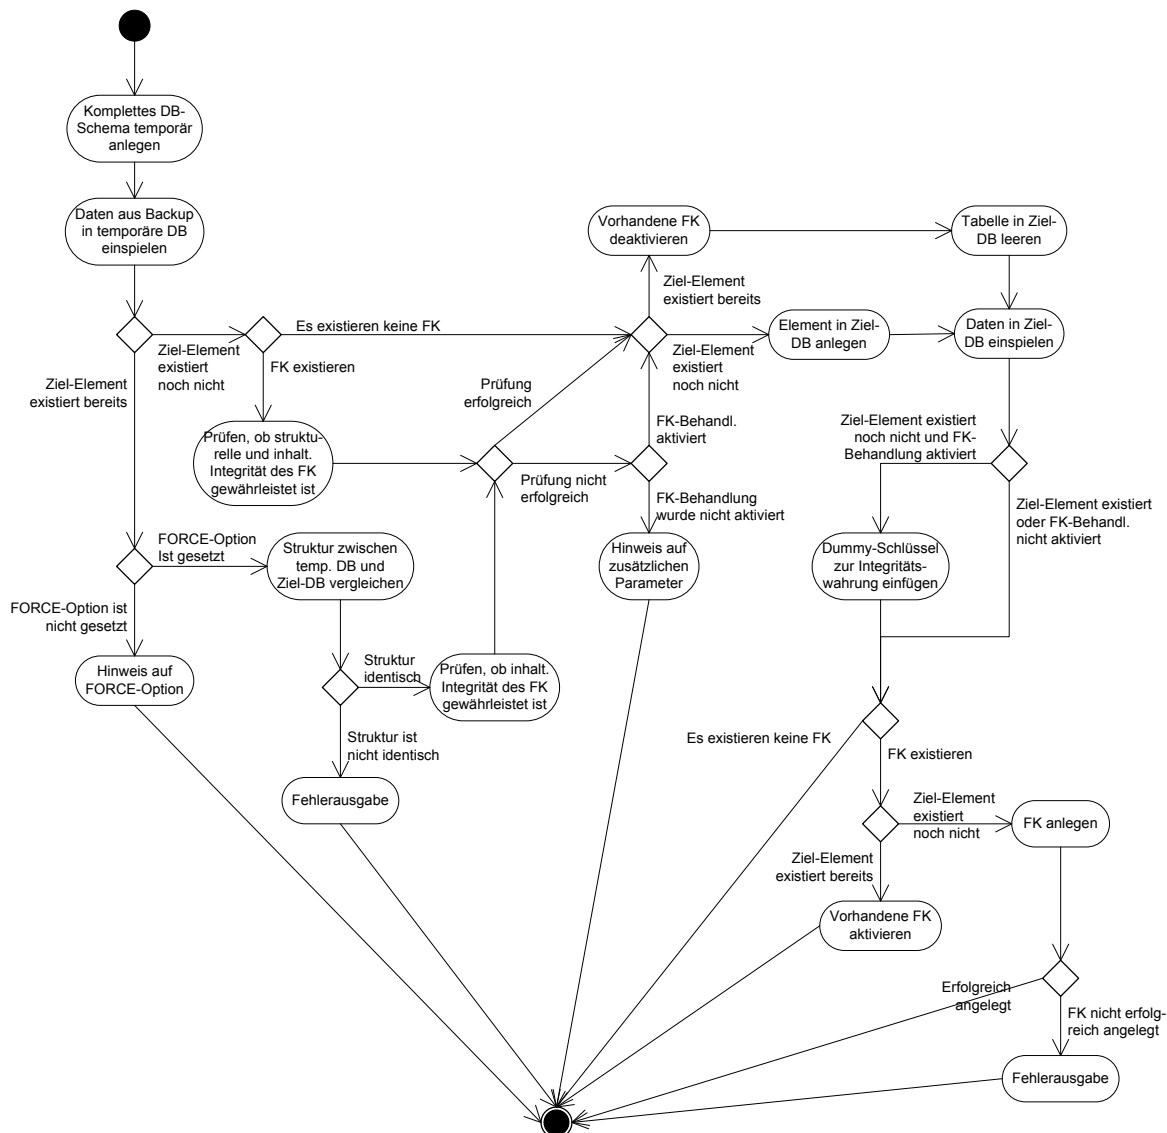 Komplettes DB-
Schema temporär
anlegen
Daten aus Backup
in temporäre DB
einspielen
Vorhandene FK
deaktivieren
Tabelle in Ziel-
DB leeren
Ziel-Element
existiert bereits
Es existieren keine FK
Element in Ziel-
DB anlegen
Daten in Ziel-
DB einspielen
Ziel-Element
existiert
noch nicht
Ziel-Element
existiert
noch nicht
FK existieren
Ziel-Element
existiert bereits
Prüfung
erfolgreich
Prüfen, ob struktu-
relle und inhalt.
Integrität des FK
gewährleistet ist
FK-Behandl.
aktiviert
Ziel-Element existiert
noch nicht und FK-
Behandlung aktiviert
Prüfung nicht
erfolgreich
FK-Behandlung
wurde nicht aktiviert
Ziel-Element existiert
oder FK-Behandl.
nicht aktiviert
FORCE-Option
Ist gesetzt
Struktur zwischen
temp. DB und
Ziel-DB vergleichen
Hinweis auf
zusätzlichen
Parameter
Dummy-Schlüssel
zur Integritäts-
wahrung einfügen
FORCE-Option ist
nicht gesetzt
Hinweis auf
FORCE-Option
Struktur
identisch
Prüfen, ob inhalt.
Integrität des FK
gewährleistet ist
Struktur ist
nicht identisch
Es existieren keine FK
FK existieren
Fehlerausgabe
Ziel-Element
existiert
noch nicht
FK anlegen
Ziel-Element
existiert bereits
Vorhandene FK
aktivieren
Erfolgreich
angelegt
FK nicht erfolg-
reich angelegt
Fehlerausgabe